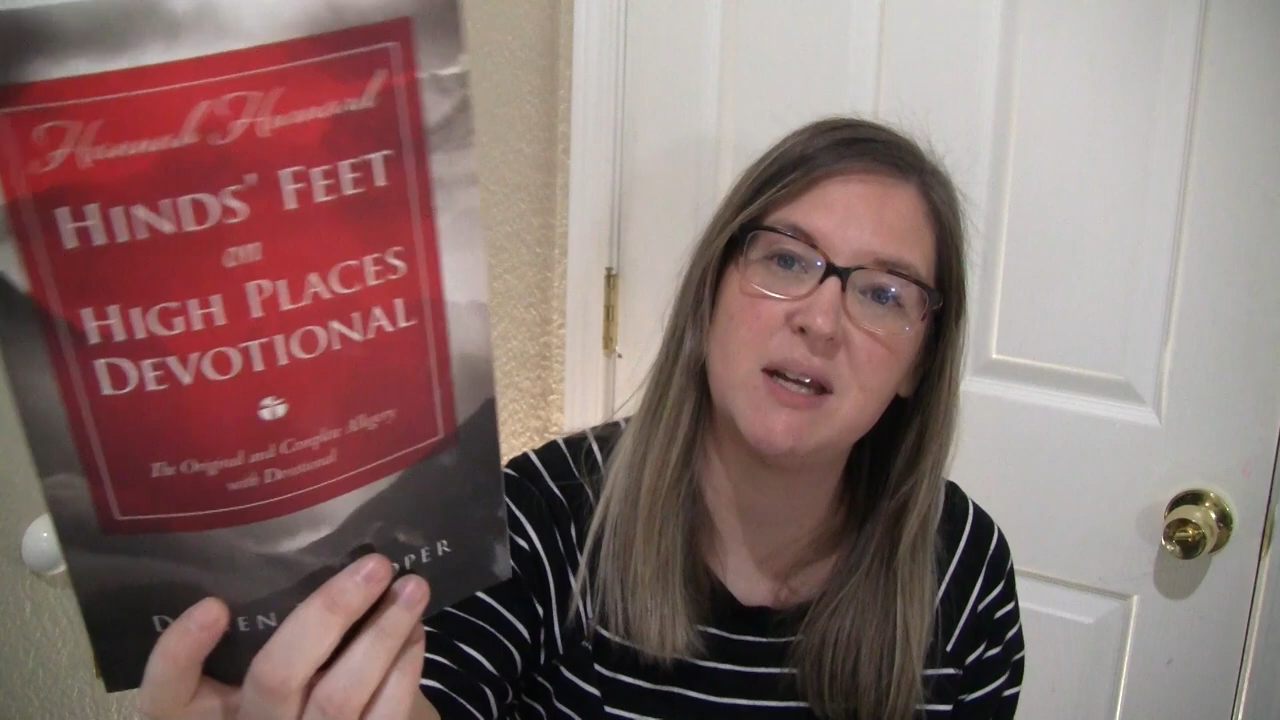 Hannah Hurnard
HINDS' FEET
on
HIGH PLACES
DEVOTIONAL
The Original and Complete Allegory
with Devotional